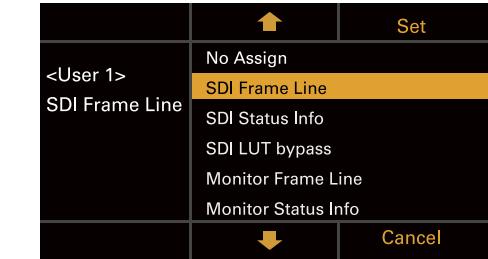 Set
<User 1>
SDI Frame Line
No Assign
SDI Frame Line
SDI Status Info
SDI LUT bypass
Monitor Frame Line
Monitor Status Info
Cancel